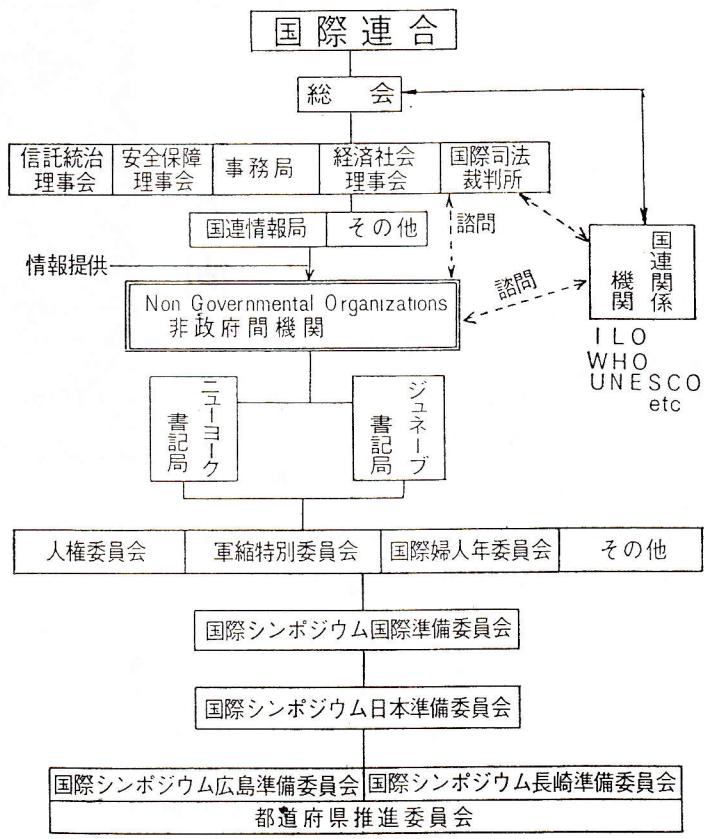 国際連合
総会
信託統治
理事会
安全保障
理事会
事務局
経済社会
理事会
国際司法
裁判所
国連情報局
その他
諮問
情報提供
国連関係
機関
諮問
Non Governmental Organizations
非政府間機関
ILO
WHO
UNESCO
etc
ニューヨーク
書記局
ジュネーブ
書記局
人権委員会
軍縮特別委員会
国際婦人年委員会
その他
国際シンポジウム国際準備委員会
国際シンポジウム日本準備委員会
国際シンポジウム広島準備委員会
国際シンポジウム長崎準備委員会
都道府県推進委員会